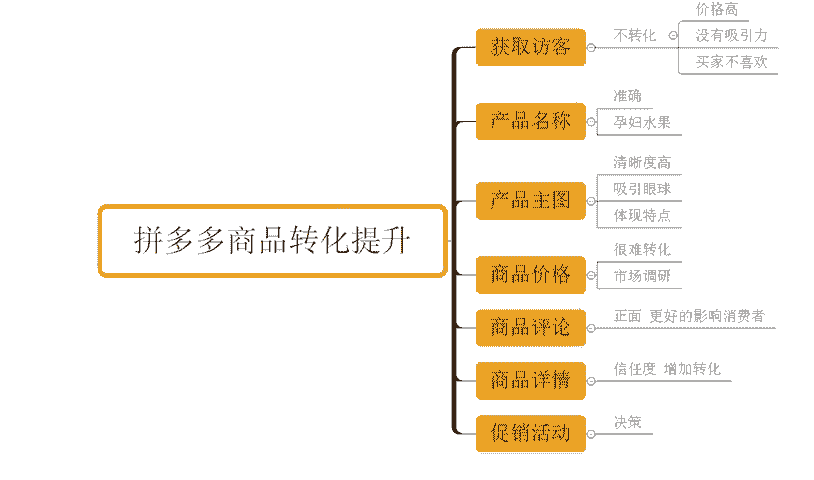 拼多多商品转化提升
获取访客
不转化
价格高
没有吸引力
买家不喜欢
产品名称
准确
孕妇水果
产品主图
清晰度高
吸引眼球
体现特点
商品价格
很难转化
市场调研
商品评论
正面 更好的影响消费者
商品详情
信任度 增加转化
促销活动
决策